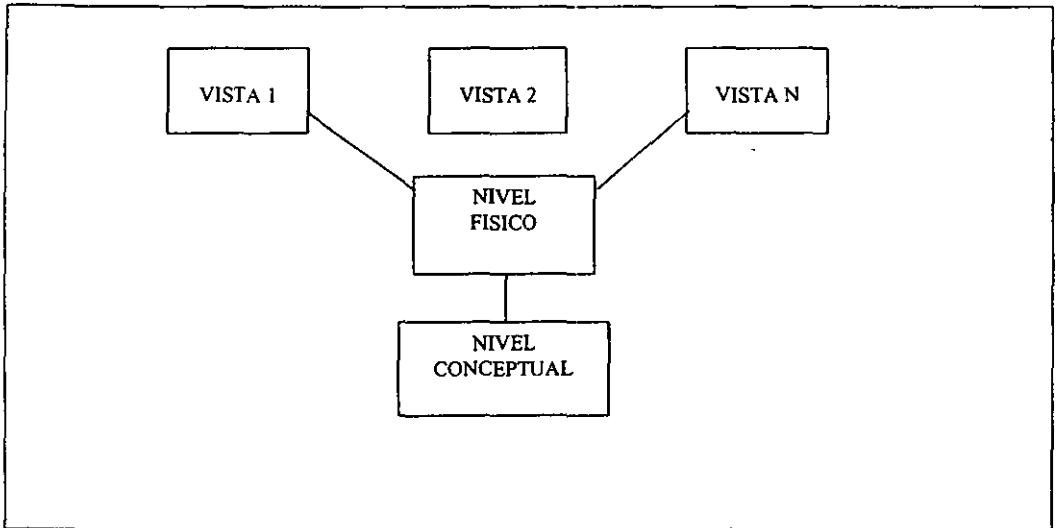 VISTA 1
VISTA 2
VISTA N
NIVEL
FISICO
NIVEL
CONCEPTUAL